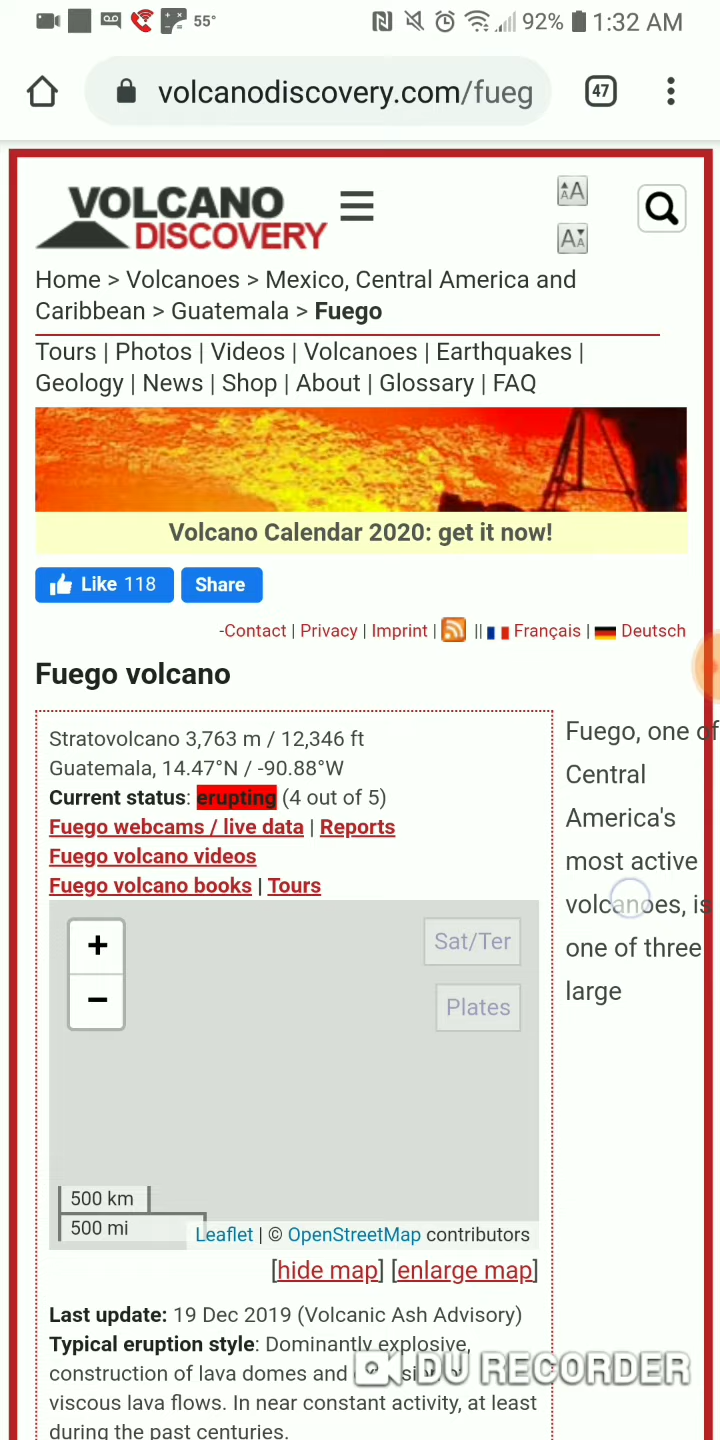 55° 92% 1:32 AM
volcanodiscovery.com/fueg 47
VOLCANO
DISCOVERY
Home > Volcanoes > Mexico, Central America and
Caribbean > Guatemala > Fuego
Tours | Photos | Videos | Volcanoes | Earthquakes |
Geology | News | Shop | About | Glossary | FAQ
Volcano Calendar 2020: get it now!
Like 118 Share
-Contact | Privacy | Imprint | || Français | Deutsch
Fuego volcano
Stratovolcano 3,763 m / 12,346 ft
Guatemala, 14.47°N / -90.88°W
Current status: erupting (4 out of 5)
Fuego webcams / live data | Reports
Fuego volcano videos
Fuego volcano books | Tours
+
−
Sat/Ter
Plates
500 km
500 mi
Leaflet | © OpenStreetMap contributors
[hide map] [enlarge map]
Last update: 19 Dec 2019 (Volcanic Ash Advisory)
Typical eruption style: Dominantly explosive,
construction of lava domes and
viscous lava flows. In near constant activity, at least
during the past centuries.
Fuego, one of
Central
America's
most active
volcanoes, is
one of three
large
DU RECORDER